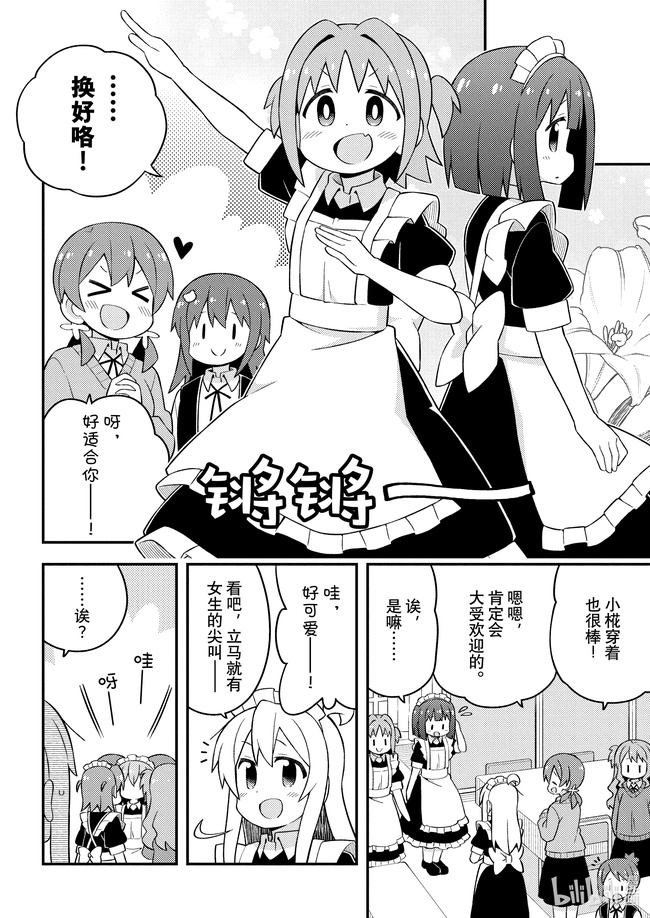 ……
换好咯！
呀，
好适合你
——！
锵锵
小椛穿着
也很棒！
嗯嗯，
肯定会
大受欢迎的。
诶，
是嘛……
哇，
好可爱——！
看吧，立马就有
女生的尖叫——
……诶？
哇
呀
bilibili